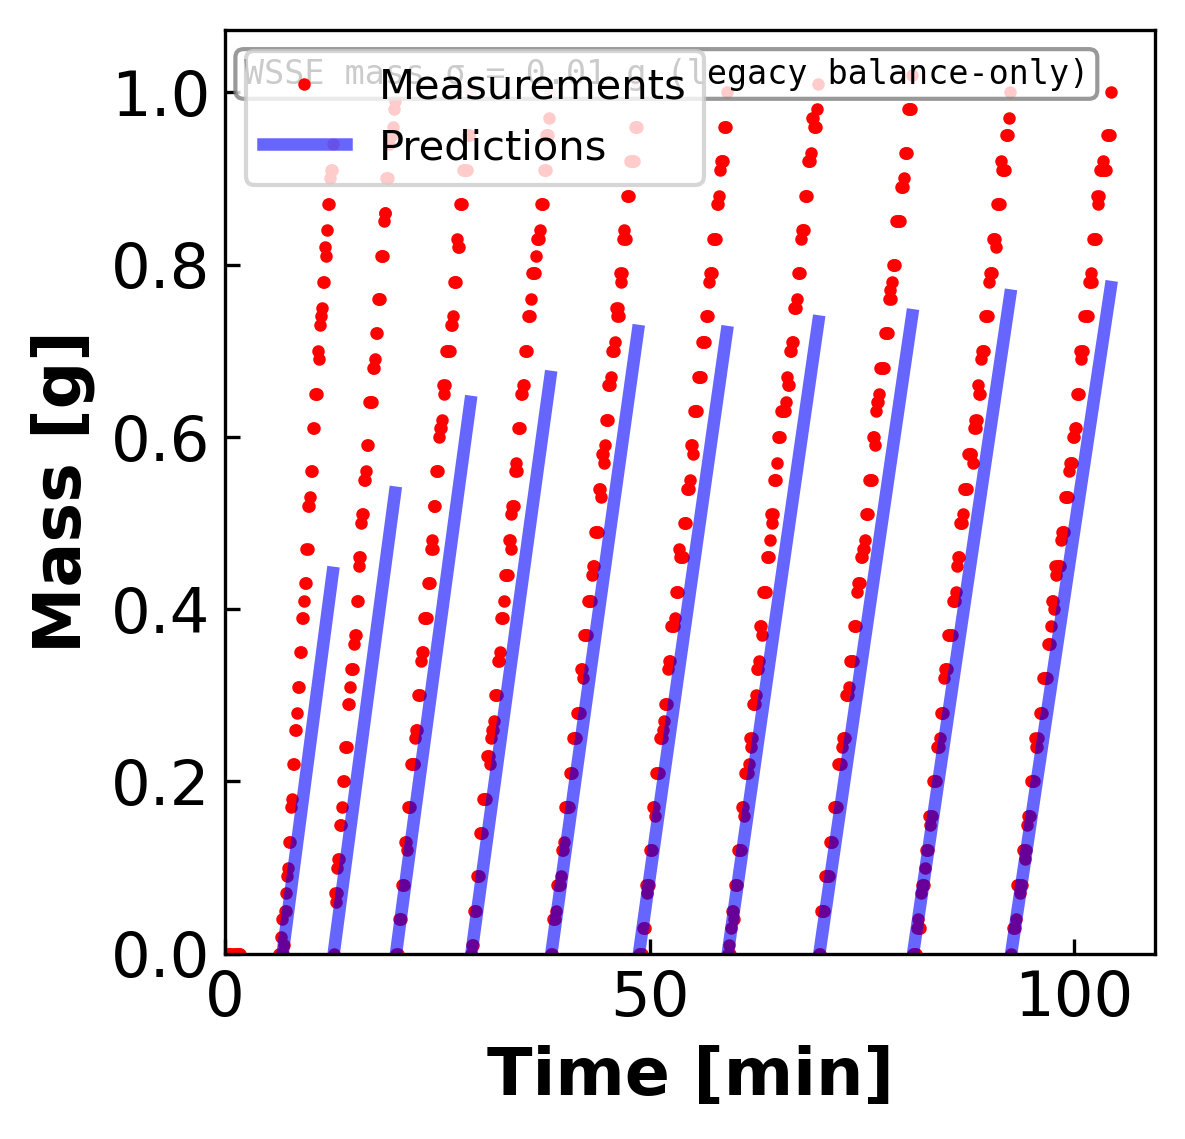 WSSE mass σ = 0.01 g (legacy balance-only)
Measurements
Predictions
1.0
0.8
0.6
0.4
0.2
0.0
0
50
100
Mass [g]
Time [min]